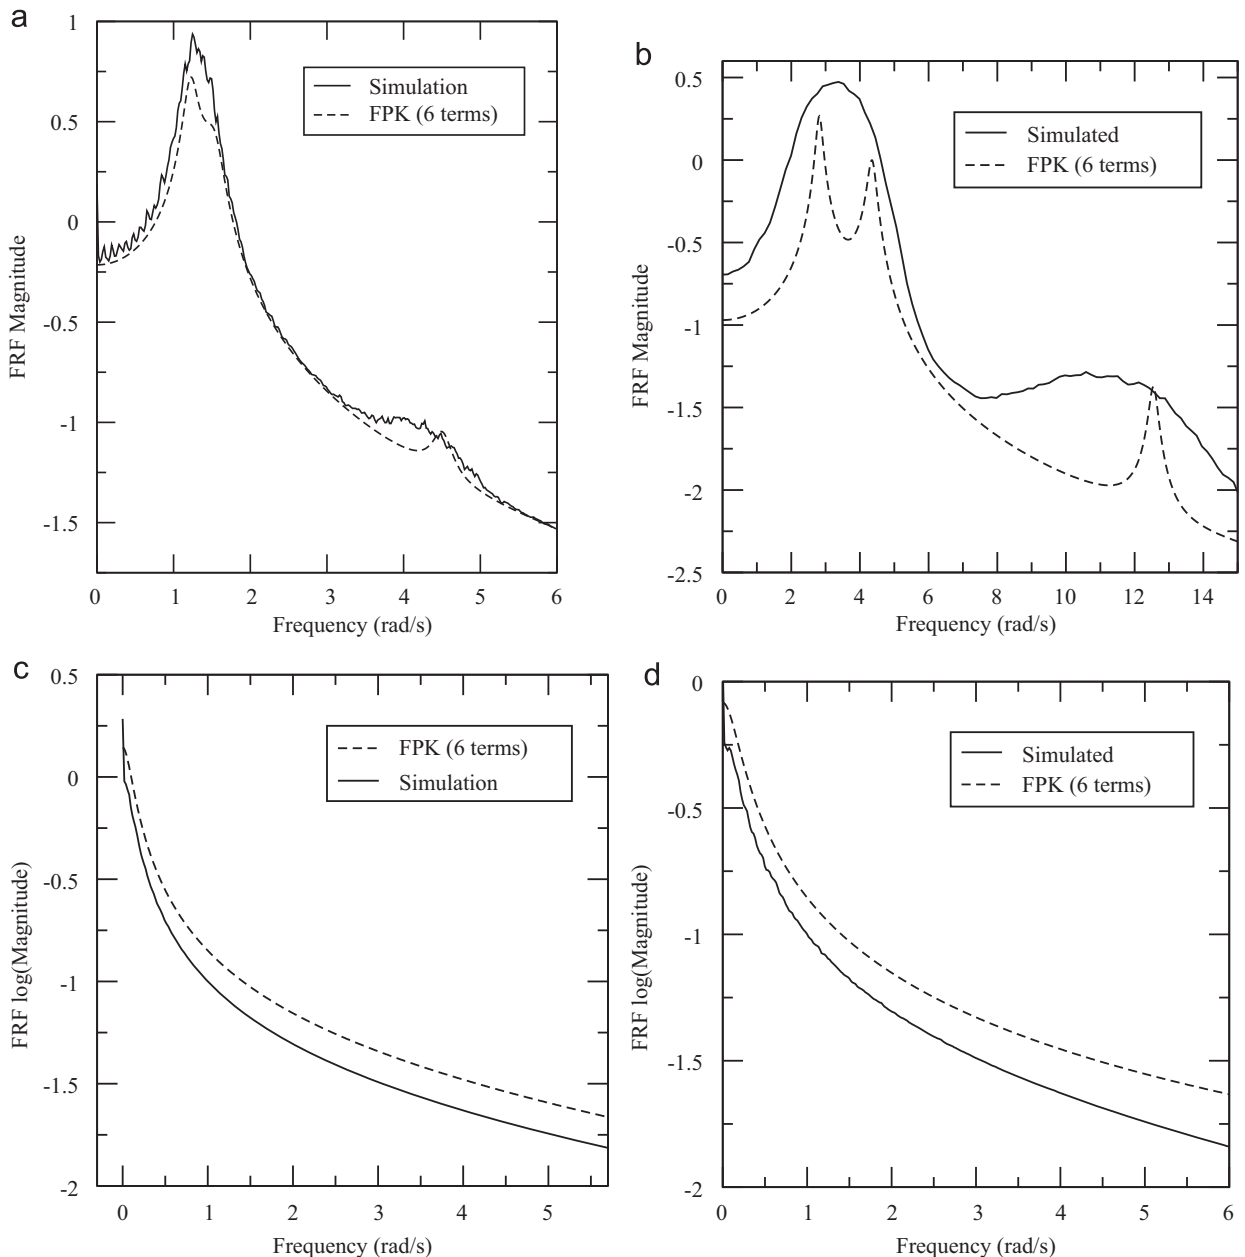 a
1
0.5
0
-0.5
-1
-1.5
FRF Magnitude
Simulation
FPK (6 terms)
0 1 2 3 4 5 6
Frequency (rad/s)
b
0.5
0
-0.5
-1
-1.5
-2
-2.5
FRF Magnitude
Simulated
FPK (6 terms)
0 2 4 6 8 10 12 14
Frequency (rad/s)
c
0.5
0
-0.5
-1
-1.5
-2
FRF log(Magnitude)
FPK (6 terms)
Simulation
0 1 2 3 4 5
Frequency (rad/s)
d
0
-0.5
-1
-1.5
-2
FRF log(Magnitude)
Simulated
FPK (6 terms)
0 1 2 3 4 5 6
Frequency (rad/s)